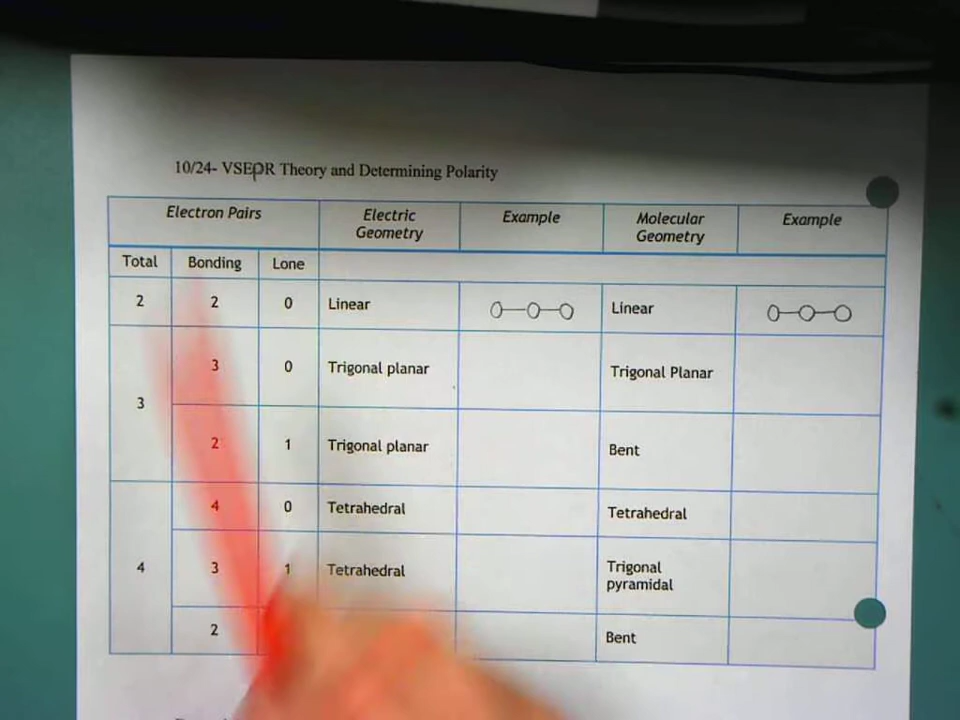 10/24- VSEPR Theory and Determining Polarity
Electron Pairs Electric Geometry Example Molecular Geometry Example
Total Bonding Lone
2 2 0 Linear Linear
3 3 0 Trigonal planar Trigonal Planar
2 1 Trigonal planar Bent
4 0 Tetrahedral Tetrahedral
4 3 1 Tetrahedral Trigonal pyramidal
2 Bent